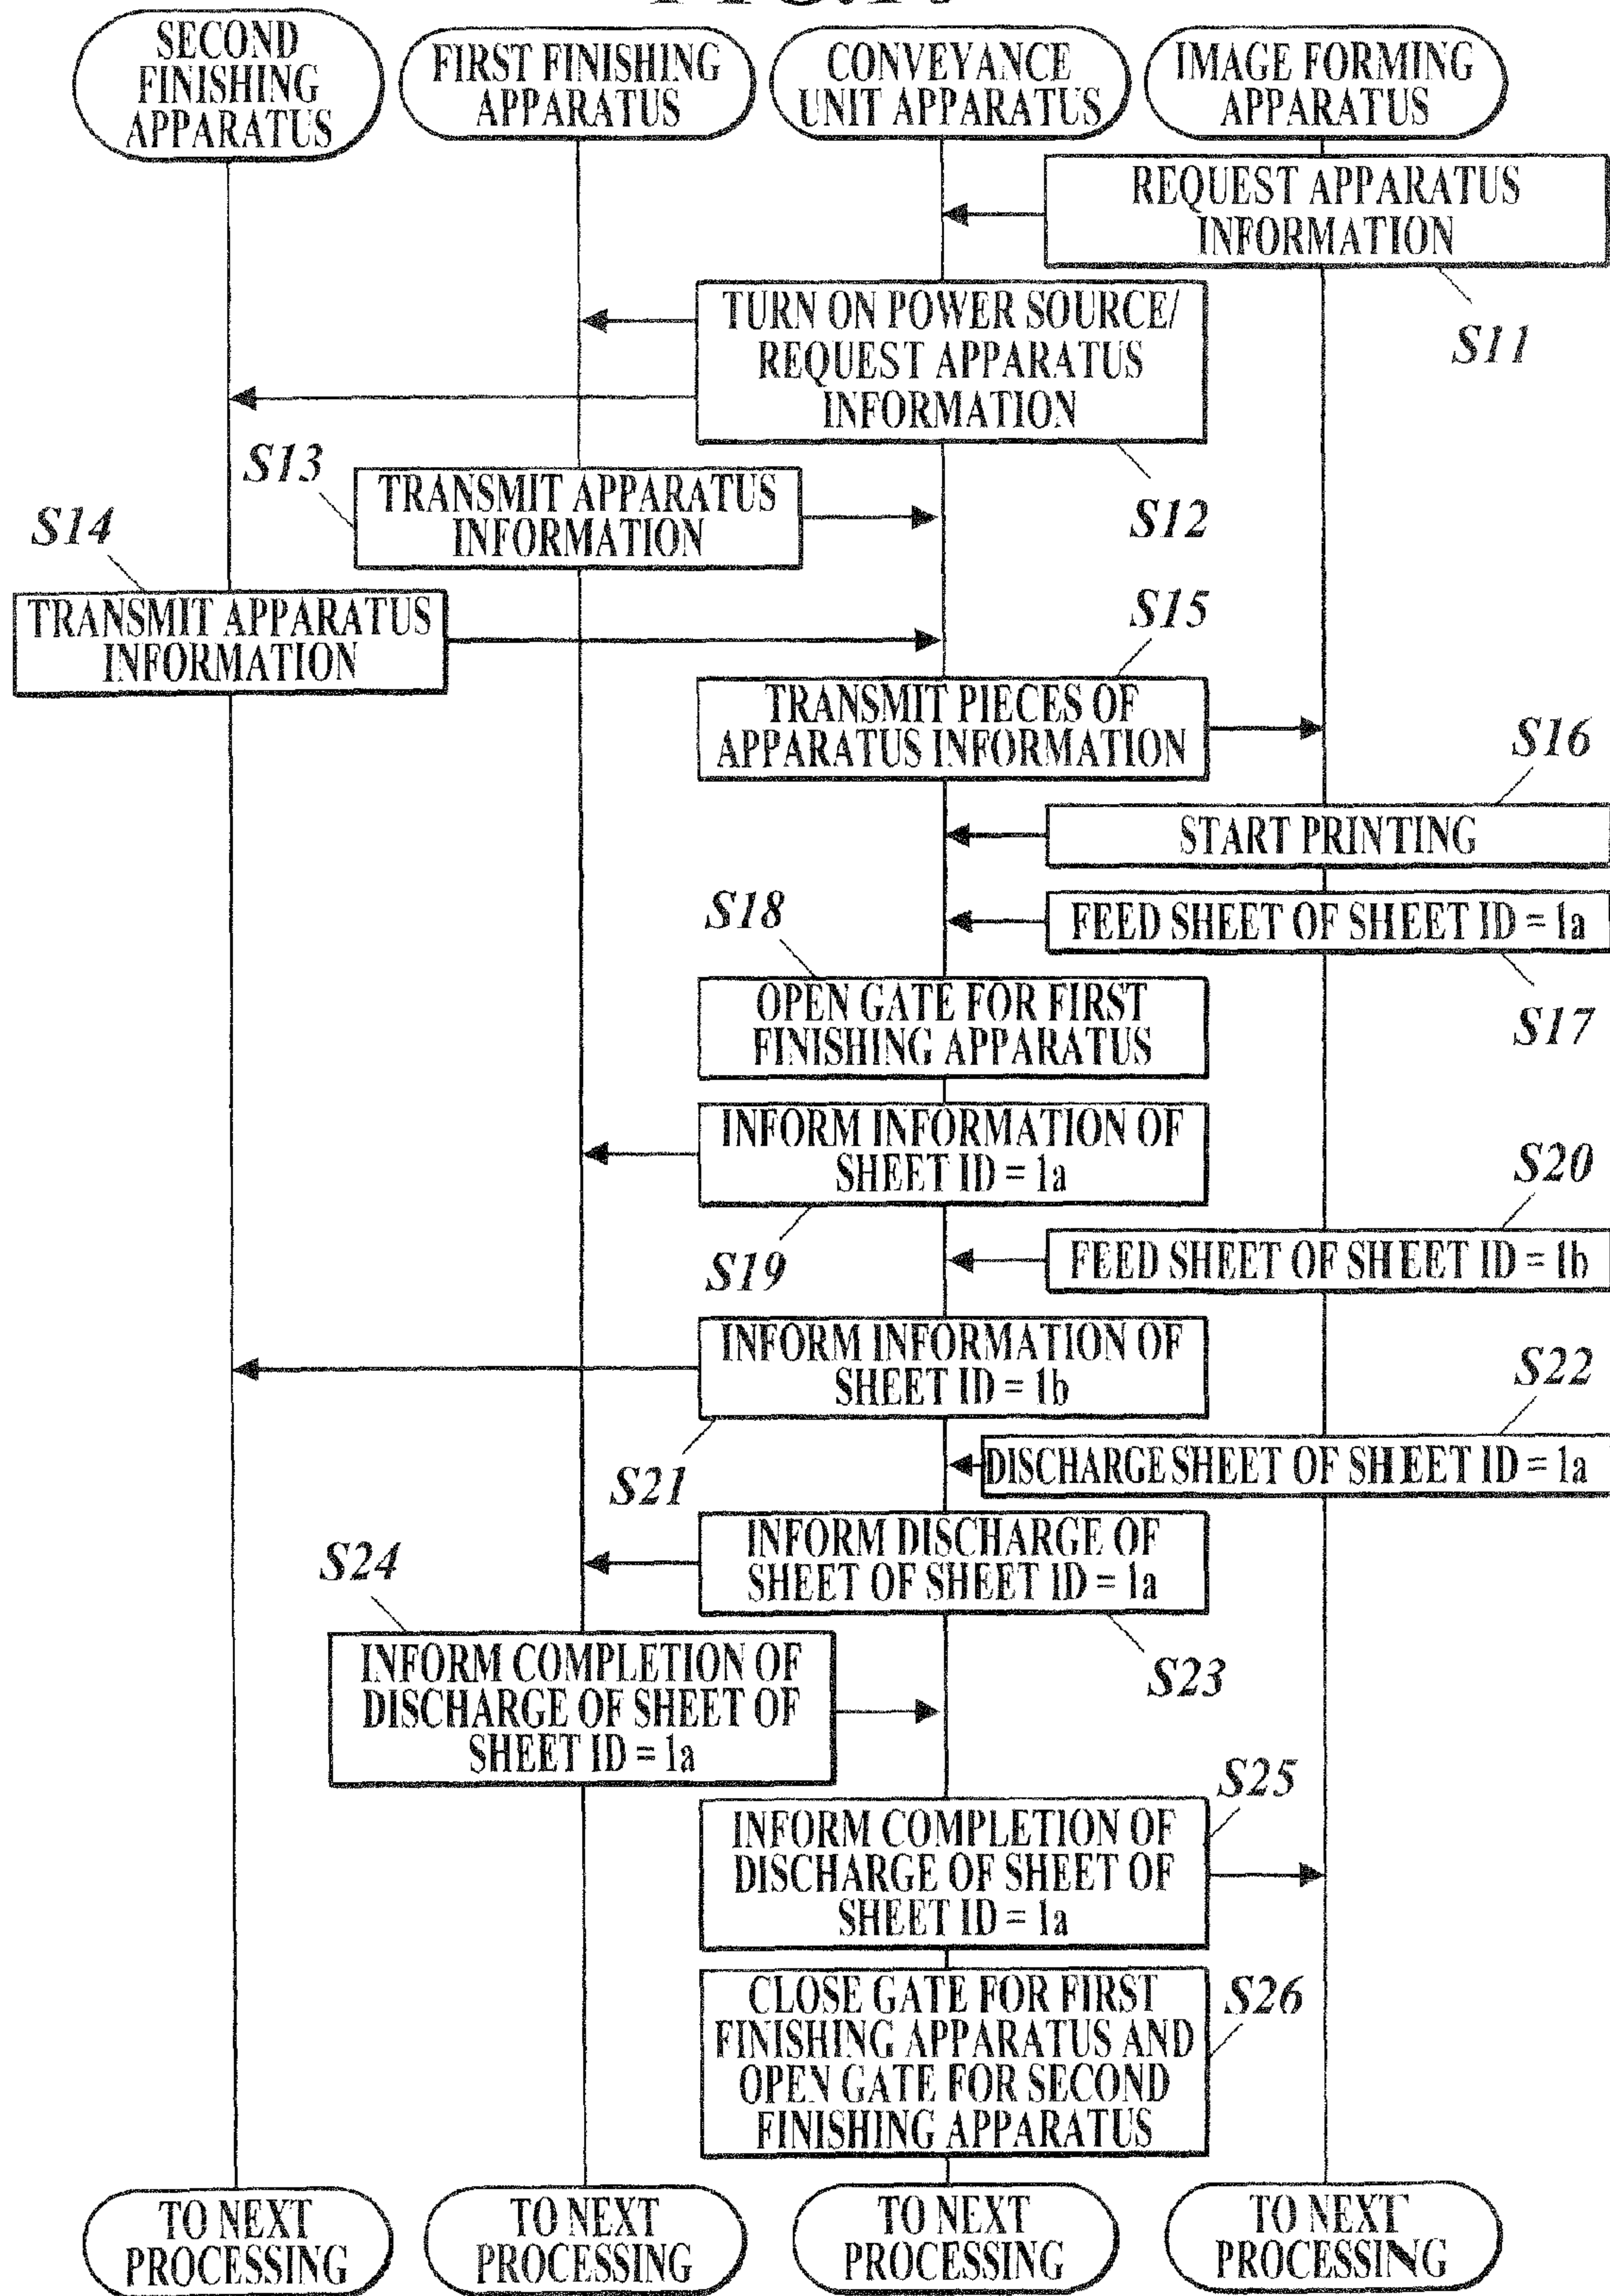 SECOND
FINISHING
APPARATUS
FIRST FINISHING
APPARATUS
CONVEYANCE
UNIT APPARATUS
IMAGE FORMING
APPARATUS
REQUEST APPARATUS
INFORMATION
S11
TURN ON POWER SOURCE/
REQUEST APPARATUS
INFORMATION
S12
S13
TRANSMIT APPARATUS
INFORMATION
S14
TRANSMIT APPARATUS
INFORMATION
S15
TRANSMIT PIECES OF
APPARATUS INFORMATION
S16
START PRINTING
FEED SHEET OF SHEET ID = 1a
S17
S18
OPEN GATE FOR FIRST
FINISHING APPARATUS
INFORM INFORMATION OF
SHEET ID = 1a
S19
S20
FEED SHEET OF SHEET ID = 1b
INFORM INFORMATION OF
SHEET ID = 1b
S21
S22
DISCHARGE SHEET OF SHEET ID = 1a
INFORM DISCHARGE OF
SHEET OF SHEET ID = 1a
S23
S24
INFORM COMPLETION OF
DISCHARGE OF SHEET OF
SHEET ID = 1a
S25
INFORM COMPLETION OF
DISCHARGE OF SHEET OF
SHEET ID = 1a
CLOSE GATE FOR FIRST
FINISHING APPARATUS AND
OPEN GATE FOR SECOND
FINISHING APPARATUS
S26
TO NEXT
PROCESSING
TO NEXT
PROCESSING
TO NEXT
PROCESSING
TO NEXT
PROCESSING